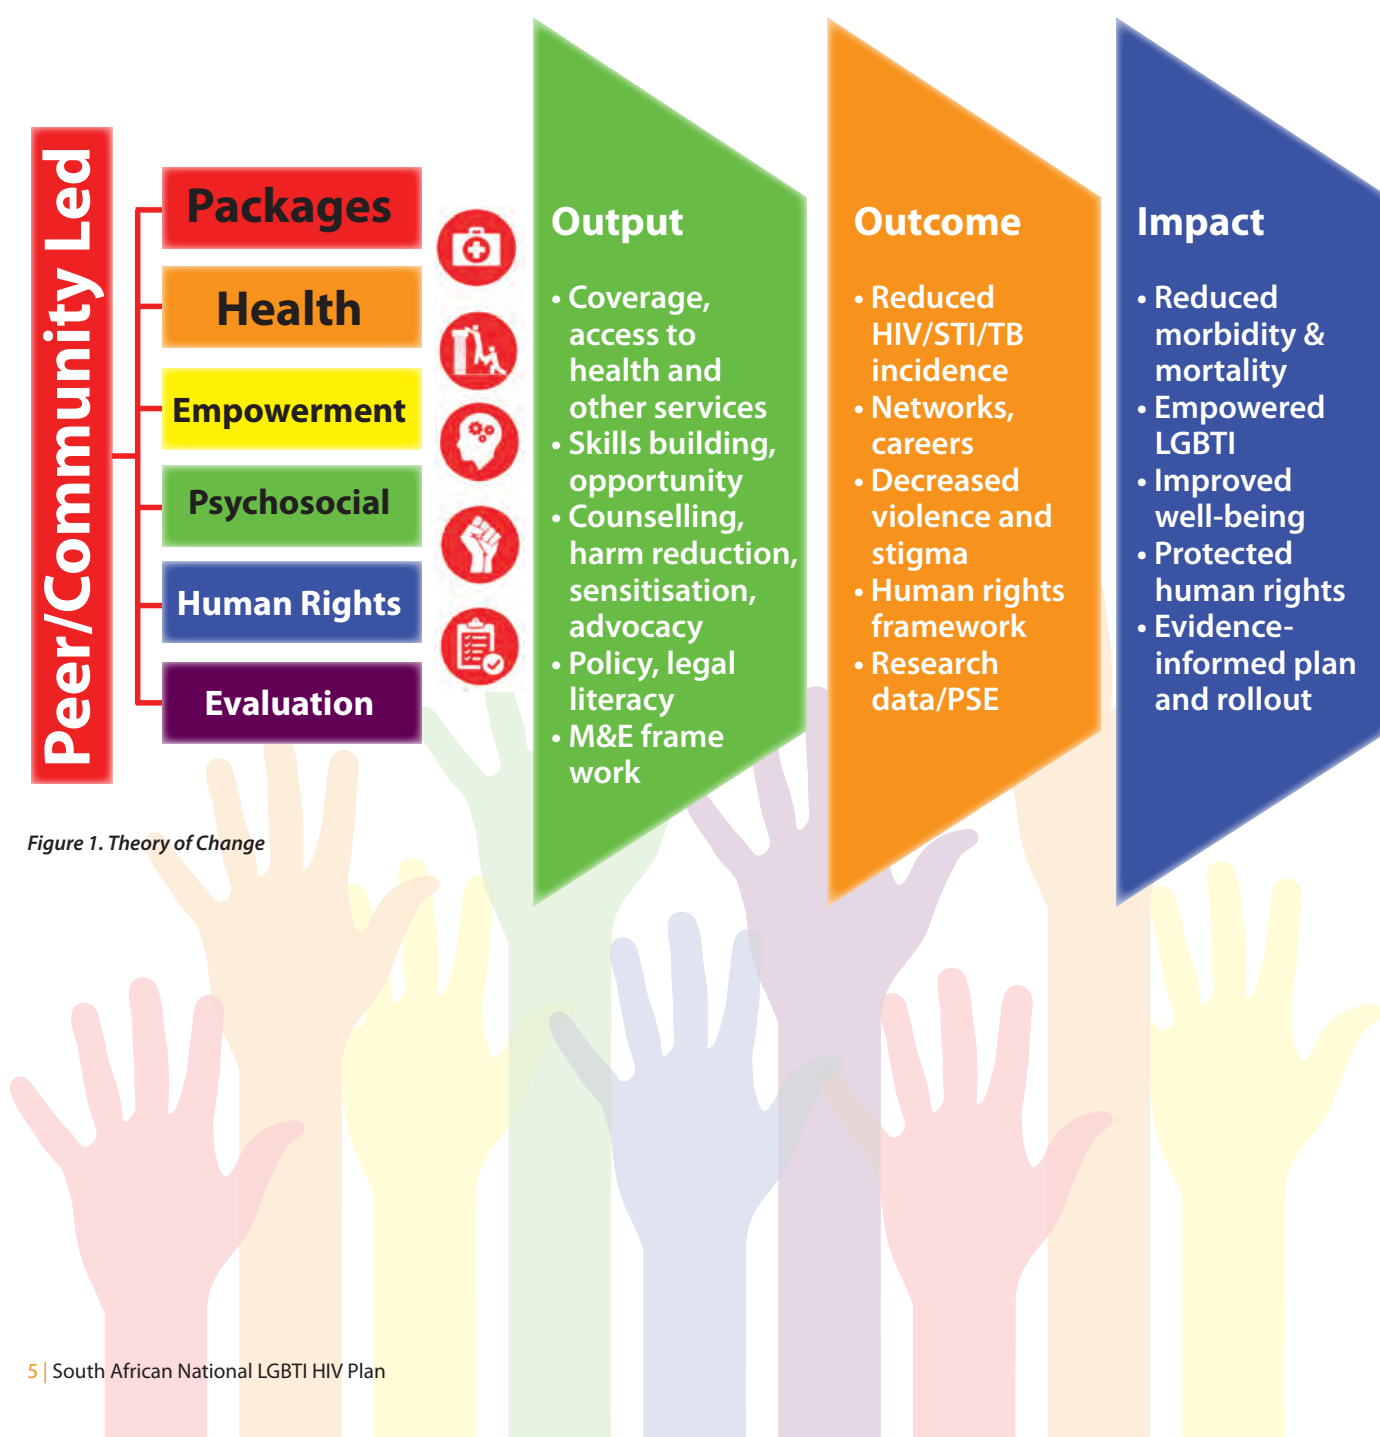 Peer/Community Led
Packages
Health
Empowerment
Psychosocial
Human Rights
Evaluation
Output
• Coverage,
access to
health and
other services
• Skills building,
opportunity
• Counselling,
harm reduction,
sensitisation,
advocacy
• Policy, legal
literacy
• M&E frame
work
Outcome
• Reduced
HIV/STI/TB
incidence
• Networks,
careers
• Decreased
violence and
stigma
• Human rights
framework
• Research
data/PSE
Impact
• Reduced
morbidity &
mortality
• Empowered
LGBTI
• Improved
well-being
• Protected
human rights
• Evidence-
informed plan
and rollout
Figure 1. Theory of Change
5 | South African National LGBTI HIV Plan